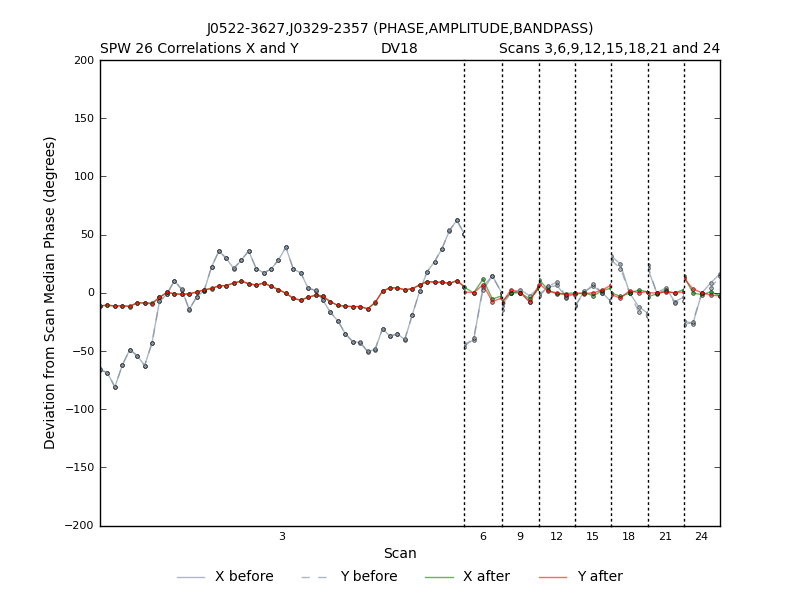 J0522-3627,J0329-2357 (PHASE,AMPLITUDE,BANDPASS)
SPW 26 Correlations X and Y DV18 Scans 3,6,9,12,15,18,21 and 24
200
150
100
50
0
−50
−100
−150
−200
Deviation from Scan Median Phase (degrees)
3 6 9 12 15 18 21 24
Scan
X before Y before X after Y after